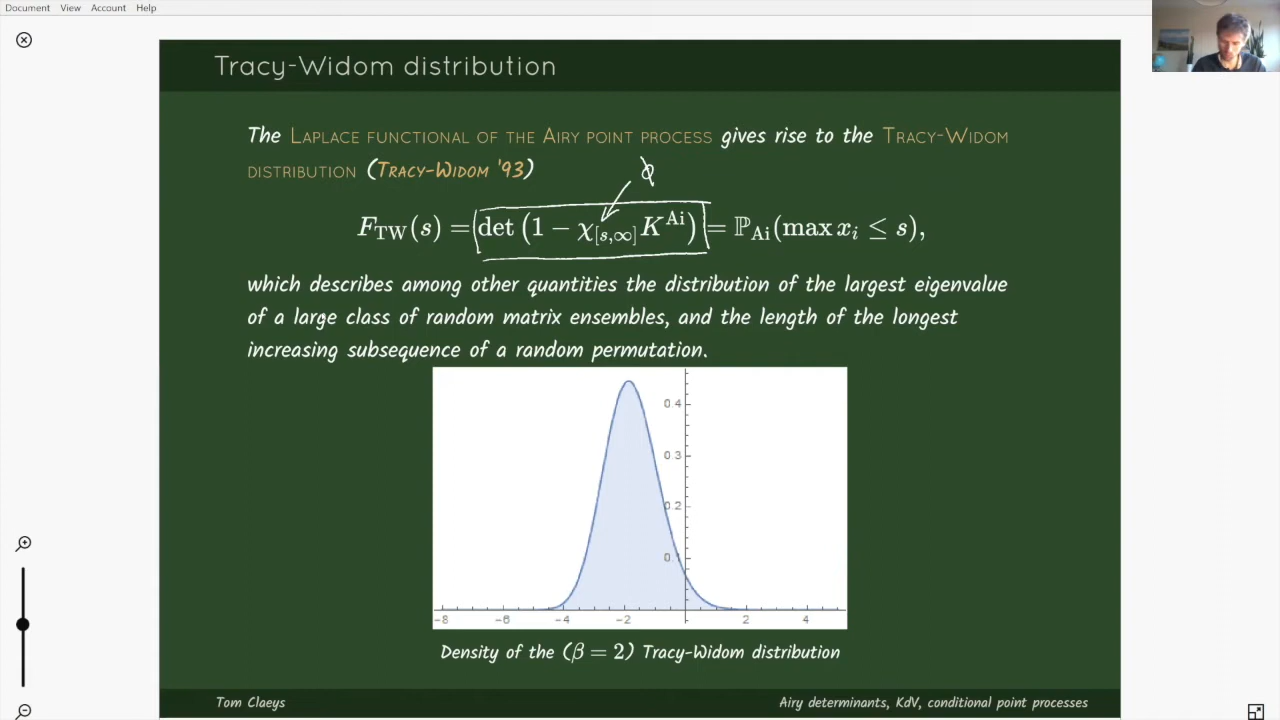 Document View Account Help
Tracy-Widom distribution
The Laplace functional of the Airy point process gives rise to the Tracy-Widom
distribution (Tracy-Widom '93)
F_TW(s) = det (1 − χ_[s,∞] K^Ai) = ℙ_Ai(max x_i ≤ s),
which describes among other quantities the distribution of the largest eigenvalue
of a large class of random matrix ensembles, and the length of the longest
increasing subsequence of a random permutation.
0.4
0.3
0.2
0.1
-8 -6 -4 -2 2 4
Density of the (β = 2) Tracy-Widom distribution
Tom Claeys Airy determinants, KdV, conditional point processes